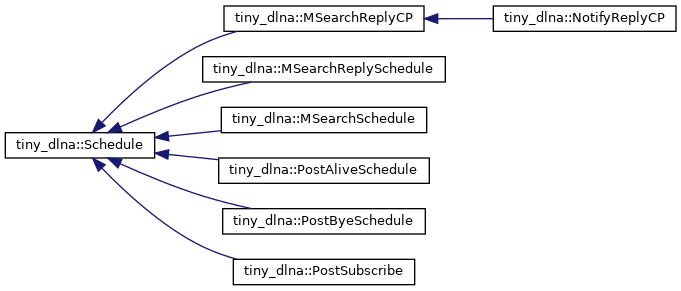 tiny_dlna::MSearchReplyCP
tiny_dlna::NotifyReplyCP
tiny_dlna::MSearchReplySchedule
tiny_dlna::MSearchSchedule
tiny_dlna::Schedule
tiny_dlna::PostAliveSchedule
tiny_dlna::PostByeSchedule
tiny_dlna::PostSubscribe